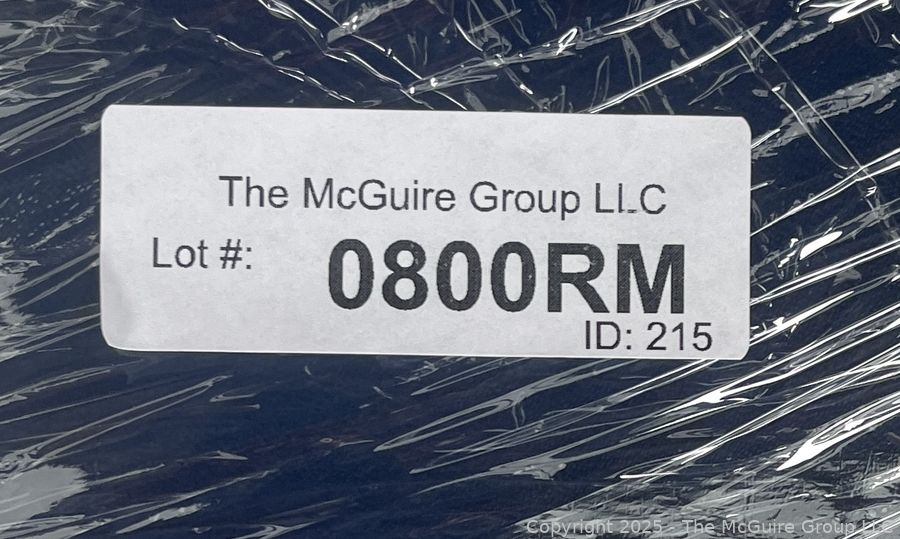 The McGuire Group LLC
Lot #: 0800RM
ID: 215
Copyright 2025 - The McGuire Group LLC